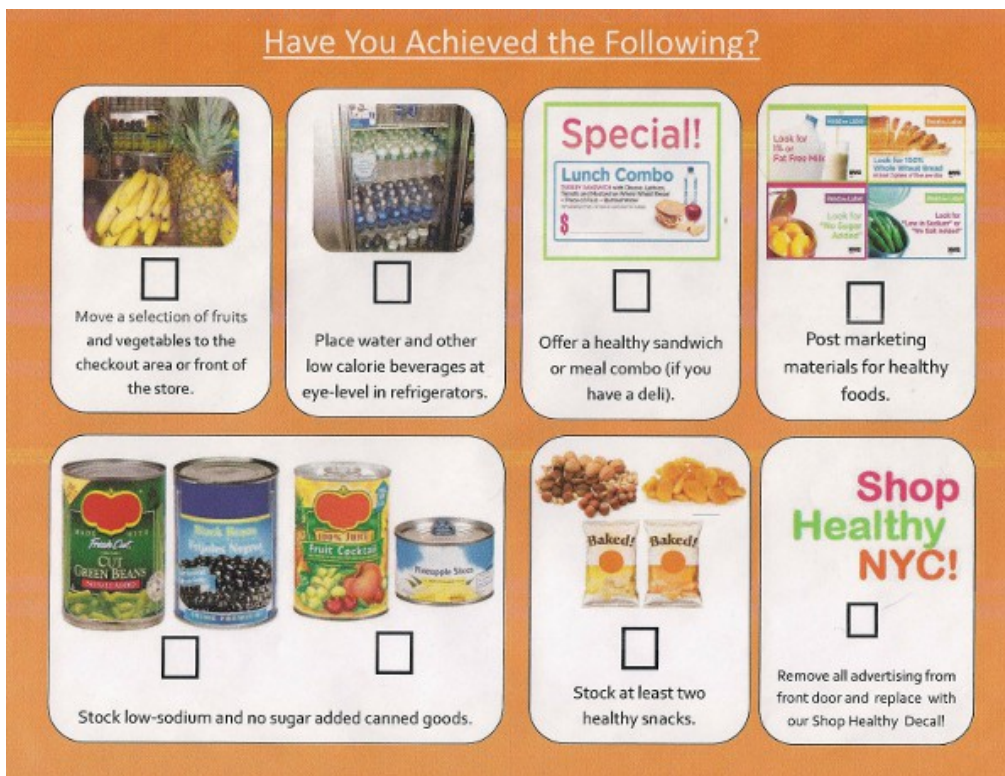 Have You Achieved the Following?
Move a selection of fruits
and vegetables to the
checkout area or front of
the store.
Place water and other
low calorie beverages at
eye-level in refrigerators.
Special!
Lunch Combo
$
Offer a healthy sandwich
or meal combo (if you
have a deli).
Look for
1% or
Fat Free Milk
Look for 100%
Whole Wheat Bread
Look for
"No Sugar
Added"
Look for
"Low in Sodium" or
"No Salt Added"
Post marketing
materials for healthy
foods.
MADE WITH
Fresh Cut
CUT
GREEN BEANS
Black Beans
Frijoles Negros
100% JUICE
Fruit Cocktail
Pineapple Slices
Stock low-sodium and no sugar added canned goods.
Baked!
Baked!
Stock at least two
healthy snacks.
Shop
Healthy
NYC!
Remove all advertising from
front door and replace with
our Shop Healthy Decal!